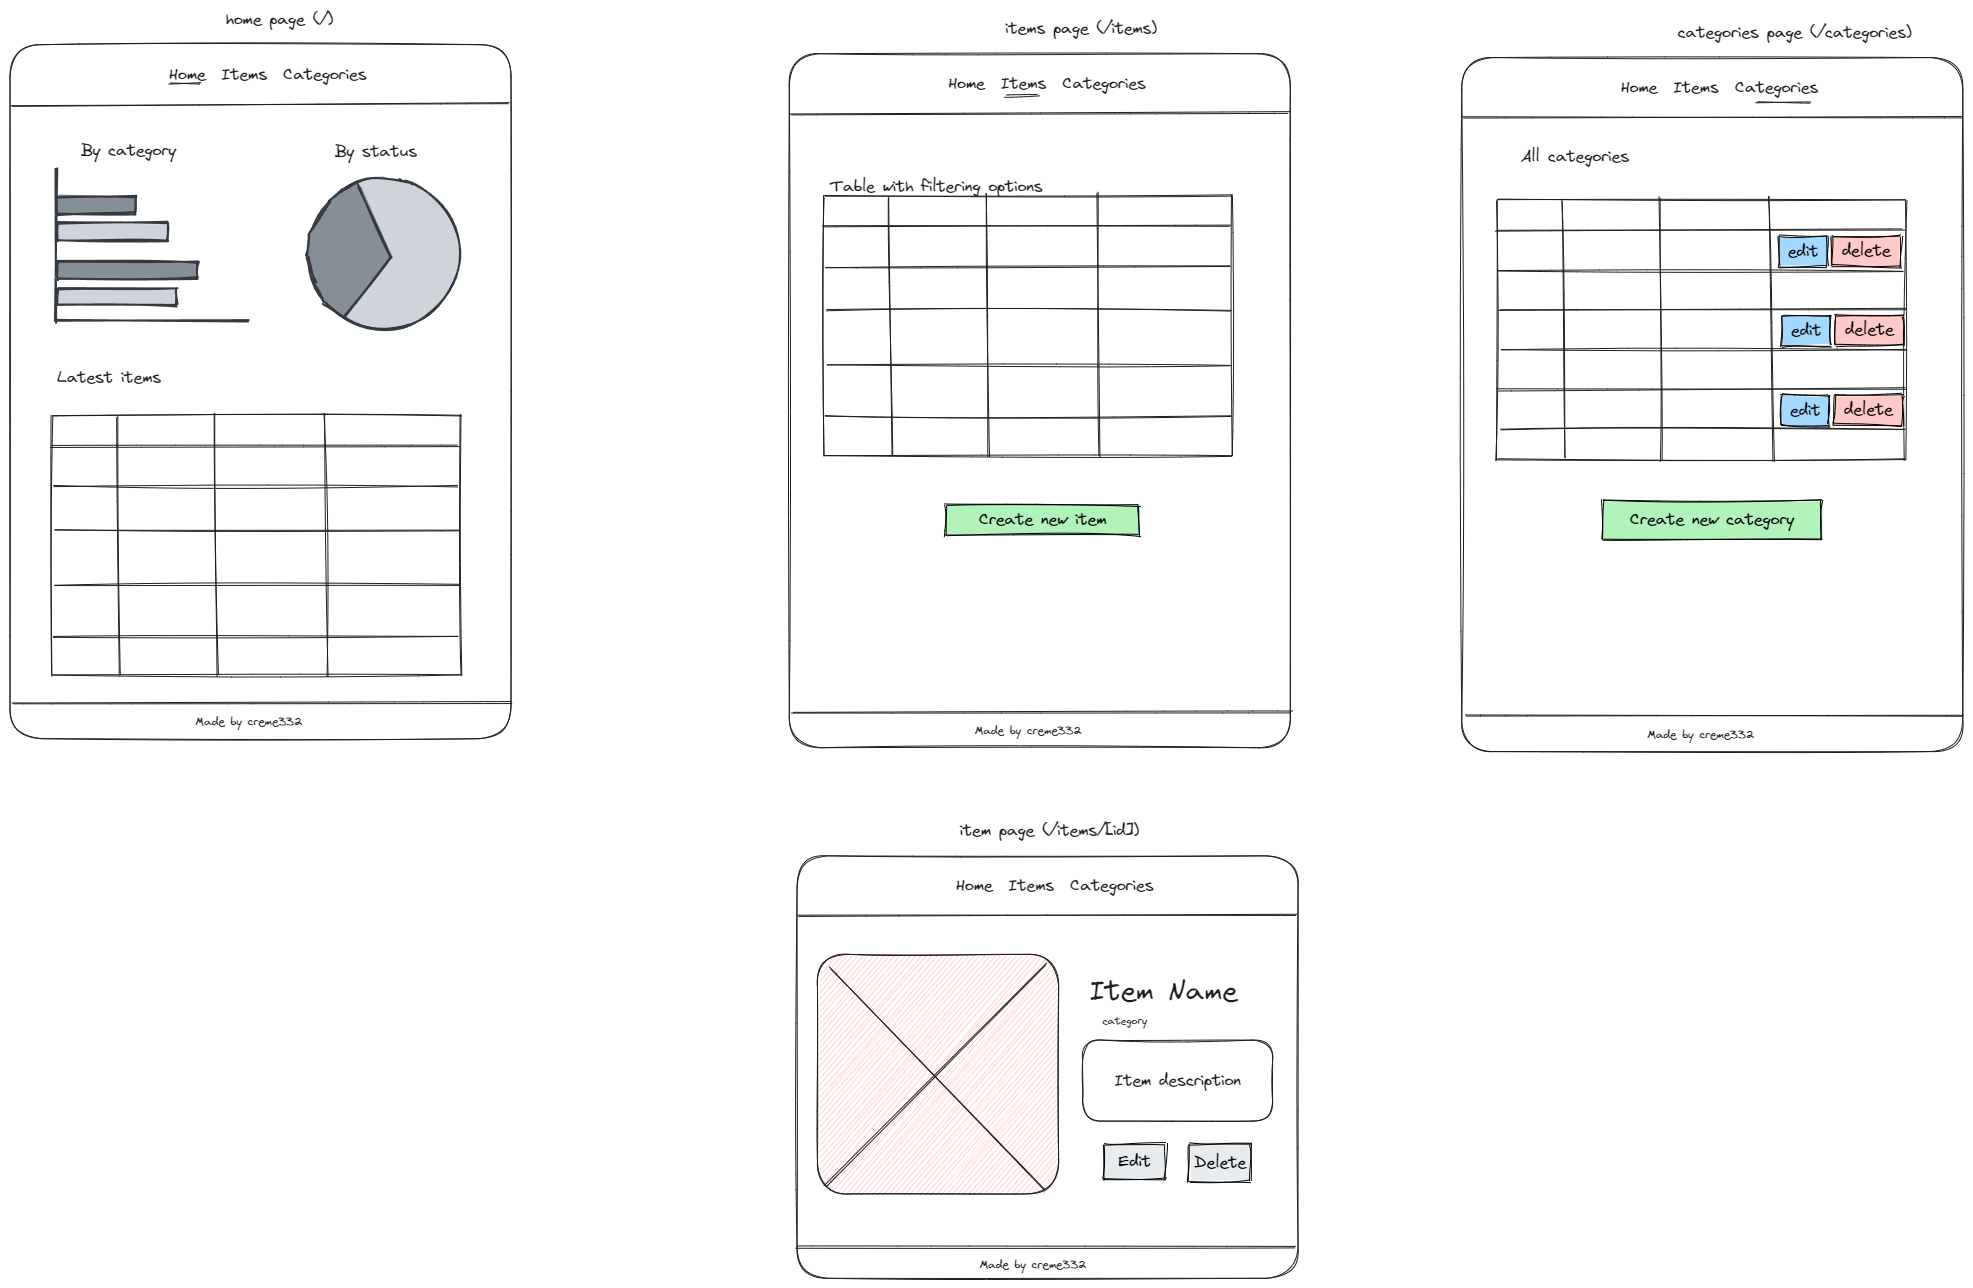 home page (/)
Home Items Categories
By category
By status
Latest items
Made by creme332
items page (/items)
Home Items Categories
Table with filtering options
Create new item
Made by creme332
categories page (/categories)
Home Items Categories
All categories
edit delete
edit delete
edit delete
Create new category
Made by creme332
item page (/items/[id])
Home Items Categories
Item Name
category
Item description
Edit Delete
Made by creme332